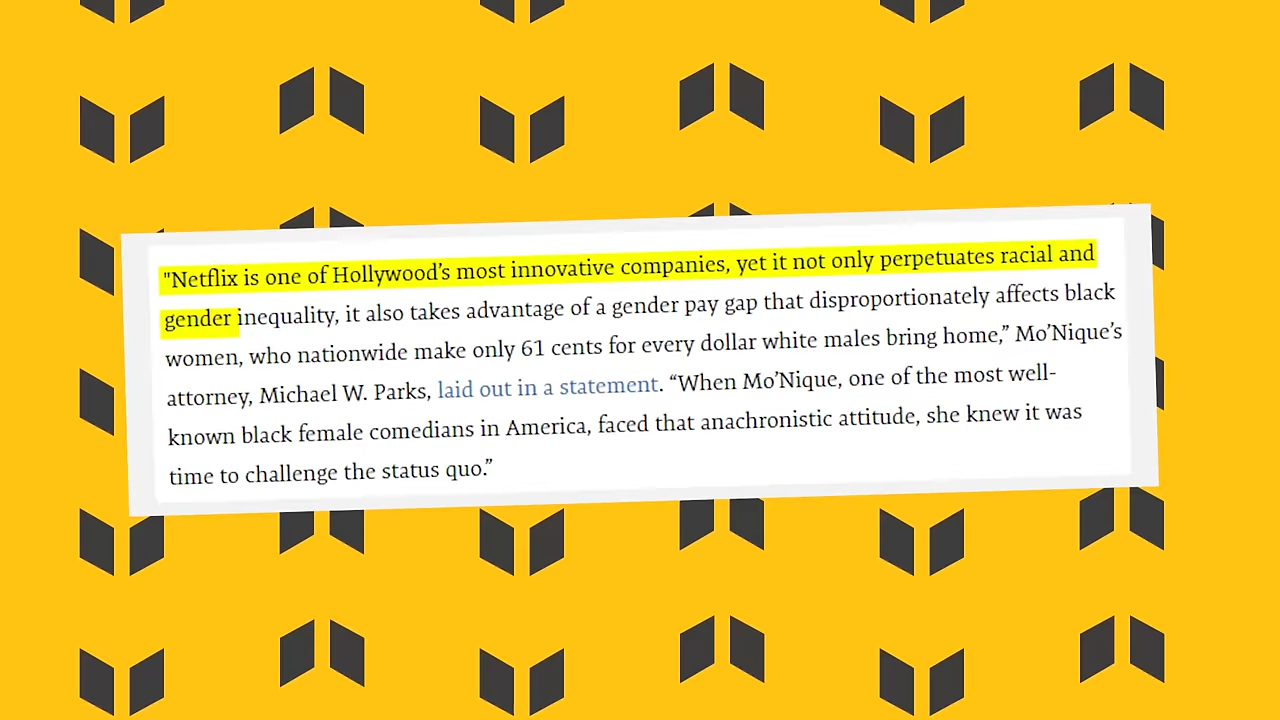 "Netflix is one of Hollywood’s most innovative companies, yet it not only perpetuates racial and
gender inequality, it also takes advantage of a gender pay gap that disproportionately affects black
women, who nationwide make only 61 cents for every dollar white males bring home,” Mo’Nique’s
attorney, Michael W. Parks, laid out in a statement. “When Mo’Nique, one of the most well-
known black female comedians in America, faced that anachronistic attitude, she knew it was
time to challenge the status quo.”